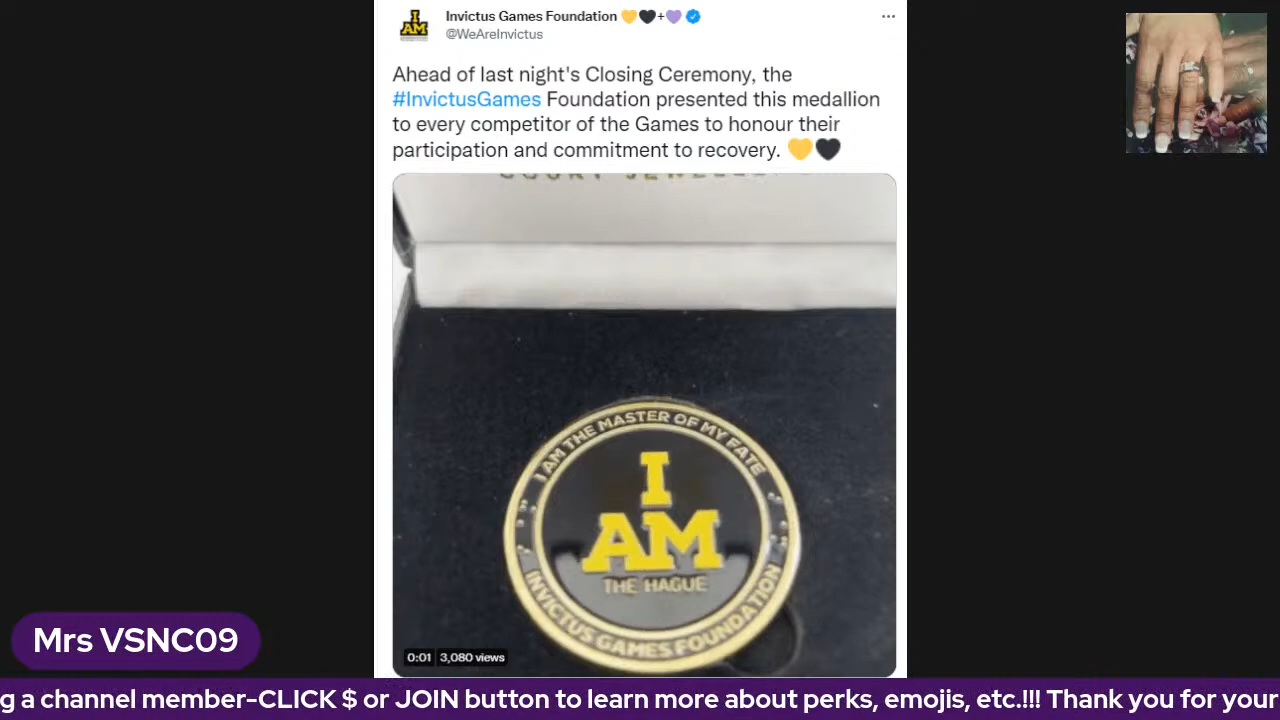 Invictus Games Foundation 💛🖤+💜
@WeAreInvictus
I
AM
Ahead of last night's Closing Ceremony, the
#InvictusGames Foundation presented this medallion
to every competitor of the Games to honour their
participation and commitment to recovery. 💛🖤
I AM THE MASTER OF MY FATE
I
AM
THE HAGUE
INVICTUS GAMES FOUNDATION
0:01 3,080 views
Mrs VSNC09
g a channel member-CLICK $ or JOIN button to learn more about perks, emojis, etc.!!! Thank you for your